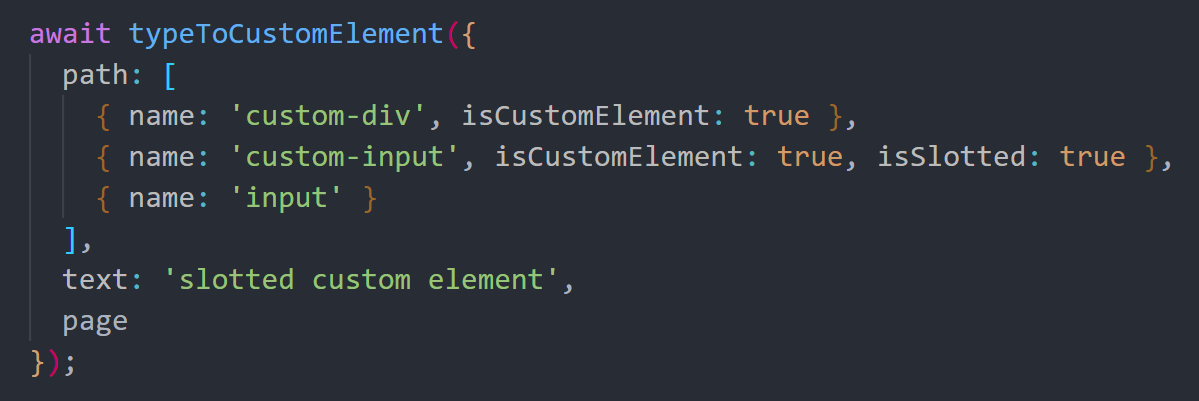 await typeToCustomElement({
  path: [
    { name: 'custom-div', isCustomElement: true },
    { name: 'custom-input', isCustomElement: true, isSlotted: true },
    { name: 'input' }
  ],
  text: 'slotted custom element',
  page
});